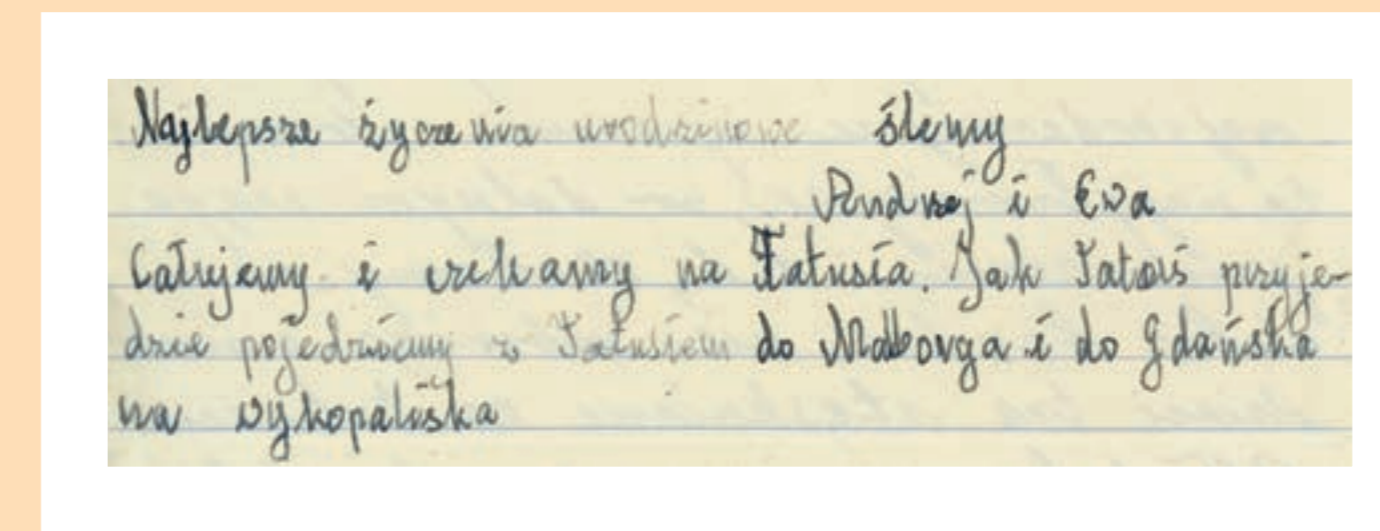 Najlepsze życzenia urodzinowe ślemy
Andrzej i Ewa
Całujemy i czekamy na Tatusia. Jak Tatuś przyje-
dzie pojedziemy z Tatusiem do Malborga i do Gdańska
na wykopaliska